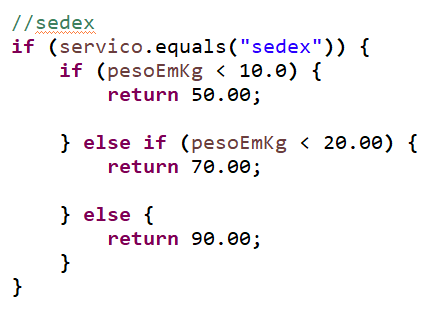 //sedex
if (servico.equals("sedex")) {
    if (pesoEmKg < 10.0) {
        return 50.00;

    } else if (pesoEmKg < 20.00) {
        return 70.00;

    } else {
        return 90.00;
    }
}